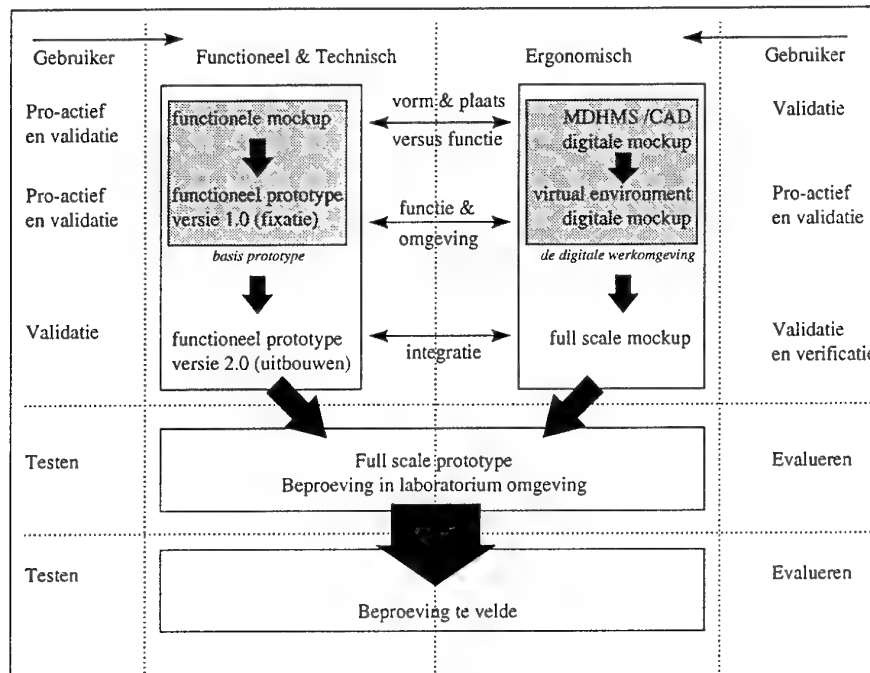 Gebruiker
Functioneel & Technisch
Ergonomisch
Gebruiker
Pro-actief
en validatie
functionele mockup
vorm & plaats
versus functie
MDHMS /CAD
digitale mockup
Validatie
Pro-actief
en validatie
functioneel prototype
versie 1.0 (fixatie)
functie &
omgeving
virtual environment
digitale mockup
Pro-actief
en validatie
basis prototype
de digitale werkomgeving
Validatie
functioneel prototype
versie 2.0 (uitbouwen)
integratie
full scale mockup
Validatie
en verificatie
Testen
Full scale prototype
Beproeving in laboratorium omgeving
Evalueren
Testen
Beproeving te velde
Evalueren